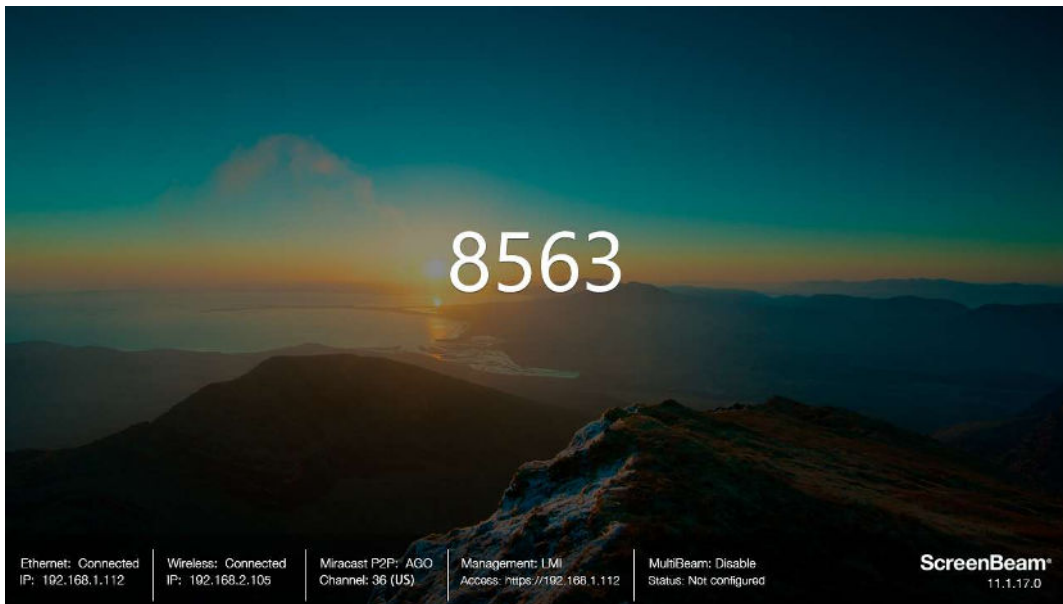 8563
Ethernet: Connected
IP: 192.168.1.112
Wireless: Connected
IP: 192.168.2.105
Miracast P2P: AGO
Channel: 36 (US)
Management: LMI
Access: https://192.168.1.112
MultiBeam: Disable
Status: Not configured
ScreenBeam®
11.1.17.0